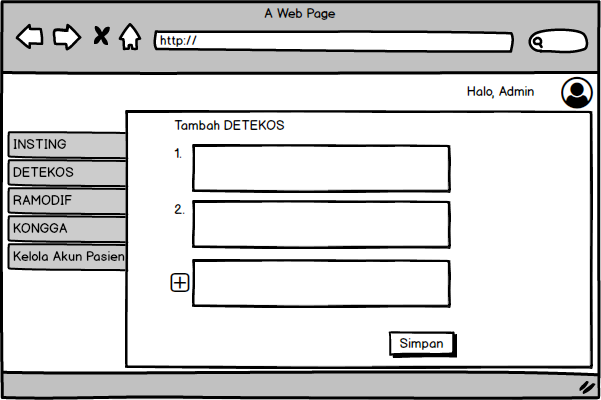 A Web Page
http://
Halo, Admin
Tambah DETEKOS
1.
INSTING
DETEKOS
RAMODIF
2.
KONGGA
Kelola Akun Pasien
Simpan